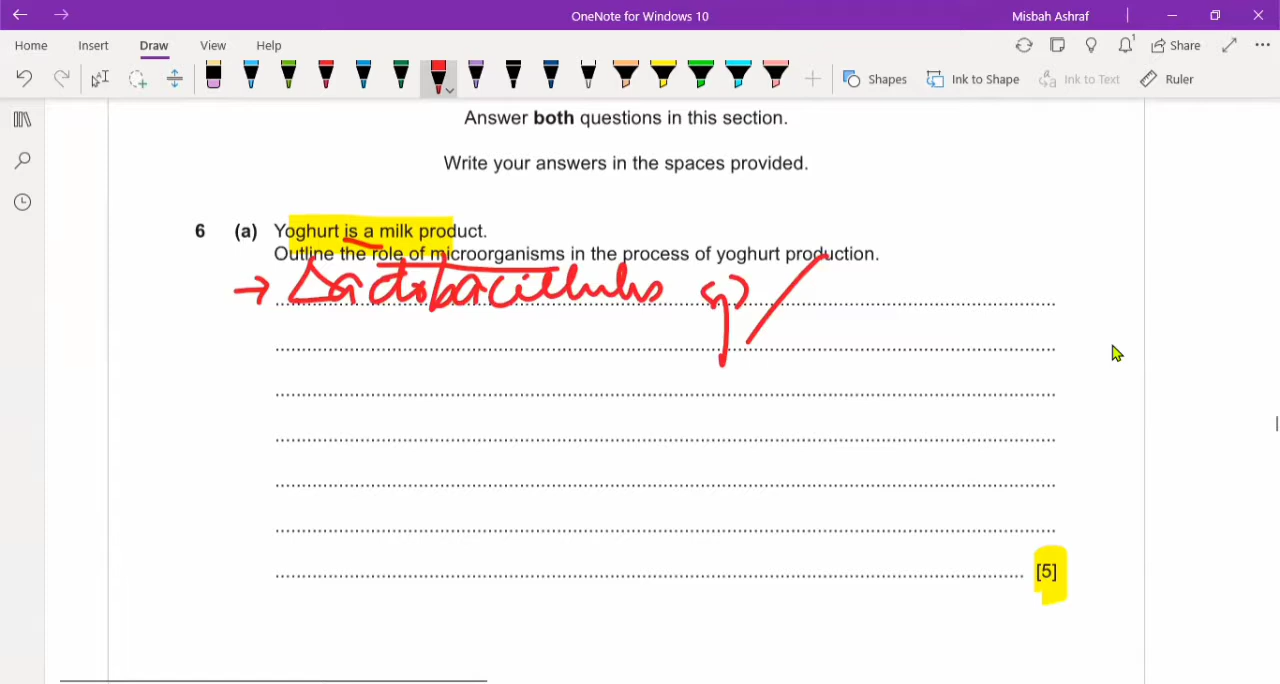 OneNote for Windows 10
Misbah Ashraf
Home Insert Draw View Help
Share
Shapes Ink to Shape Ink to Text Ruler
Answer both questions in this section.
Write your answers in the spaces provided.
6 (a) Yoghurt is a milk product.
Outline the role of microorganisms in the process of yoghurt production.
→ Lactobacillus
[5]